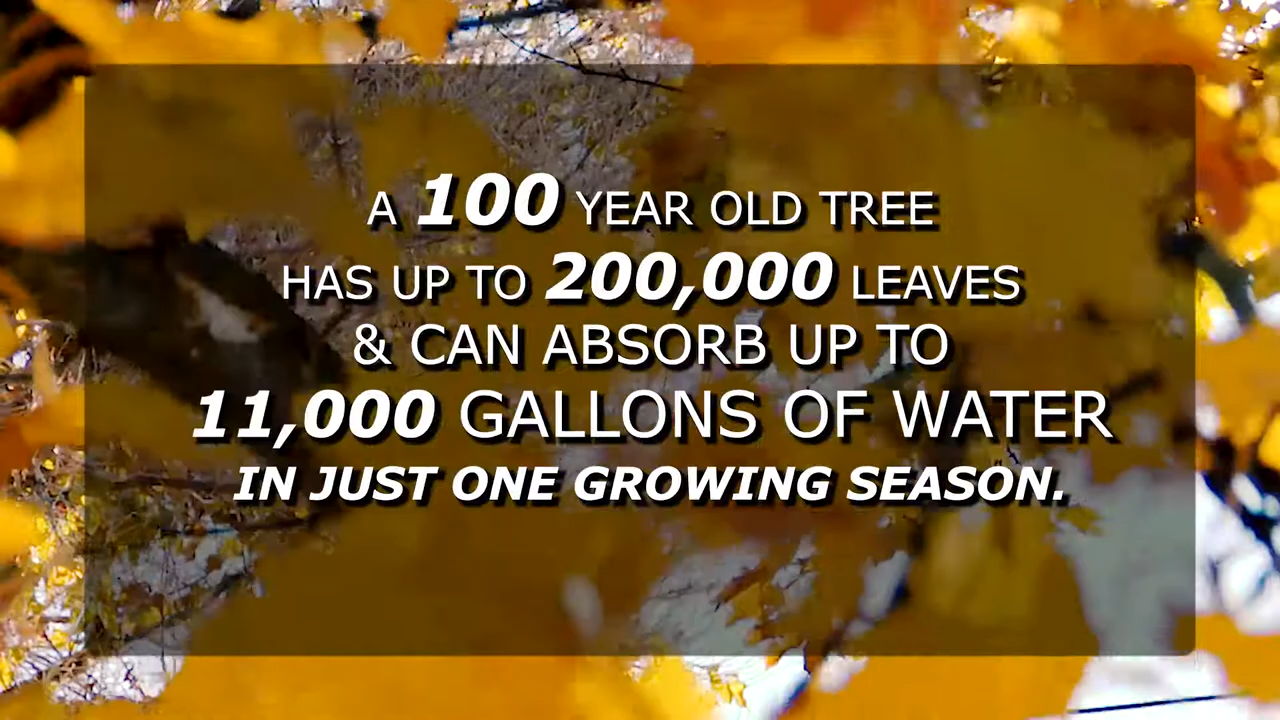 A 100 YEAR OLD TREE
HAS UP TO 200,000 LEAVES
& CAN ABSORB UP TO
11,000 GALLONS OF WATER
IN JUST ONE GROWING SEASON.